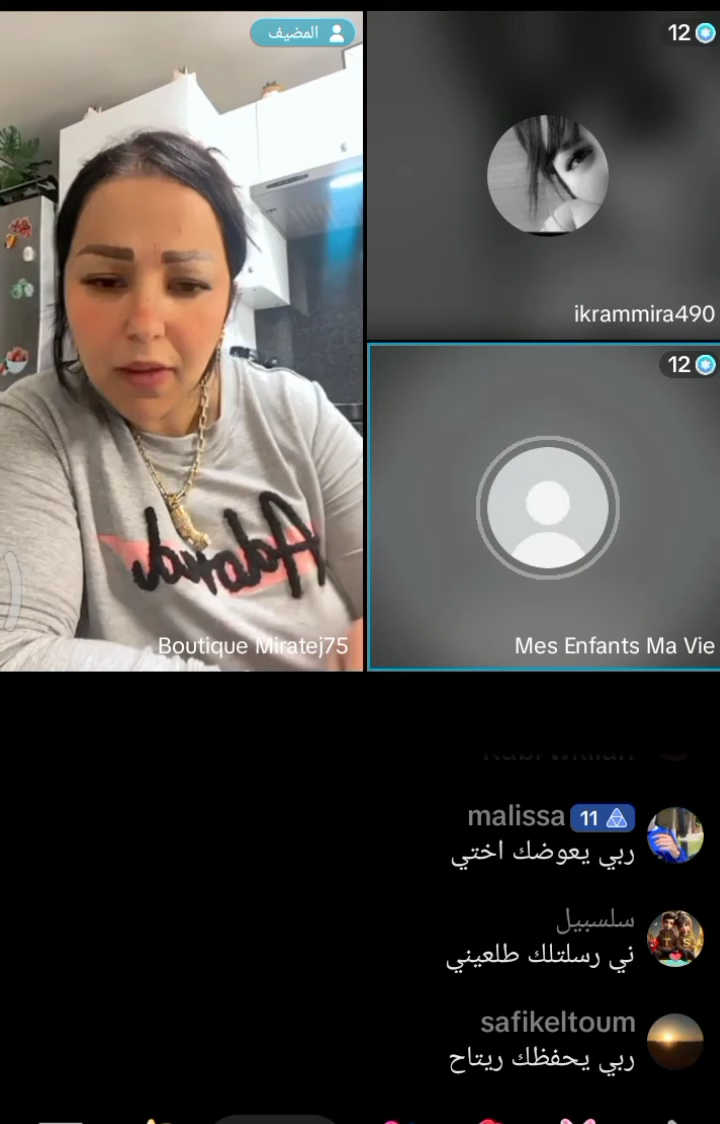 المضيف
12
ikrammira490
12
Adorabl
Boutique Miratej75
Mes Enfants Ma Vie
malissa 11
ربي يعوضك اختي
سلسبيل
ني رسلتلك طلعيني
safikeltoum
ربي يحفظك ريتاح